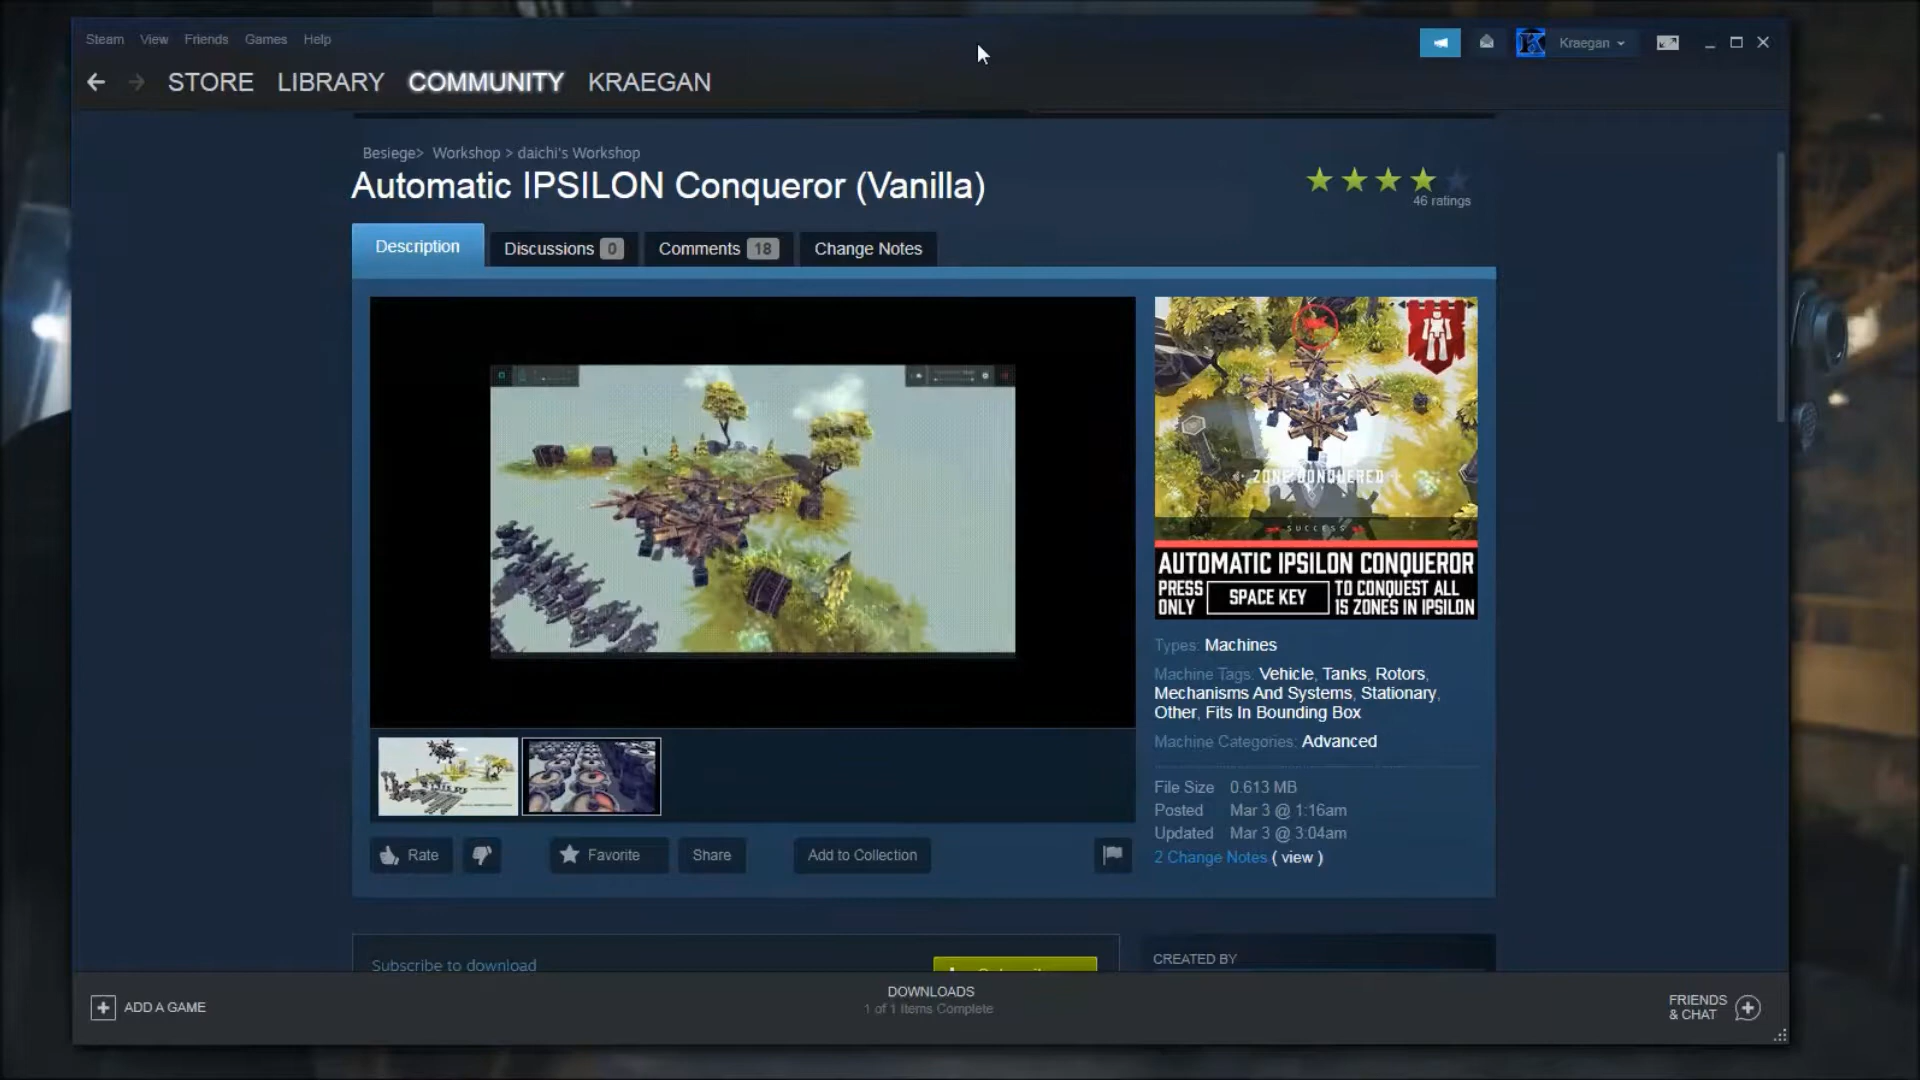 Steam View Friends Games Help
Kraegan
STORE LIBRARY COMMUNITY KRAEGAN
Besiege> Workshop > daichi's Workshop
Automatic IPSILON Conqueror (Vanilla)
46 ratings
Description Discussions 0 Comments 18 Change Notes
ZONE CONQUERED
SUCCESS
AUTOMATIC IPSILON CONQUEROR
PRESS ONLY SPACE KEY TO CONQUEST ALL 15 ZONES IN IPSILON
Types: Machines
Machine Tags: Vehicle, Tanks, Rotors,
Mechanisms And Systems, Stationary,
Other, Fits In Bounding Box
Machine Categories: Advanced
File Size 0.613 MB
Posted Mar 3 @ 1:16am
Updated Mar 3 @ 3:04am
2 Change Notes ( view )
Rate Favorite Share Add to Collection
Subscribe to download
CREATED BY
ADD A GAME
DOWNLOADS
1 of 1 Items Complete
FRIENDS
& CHAT